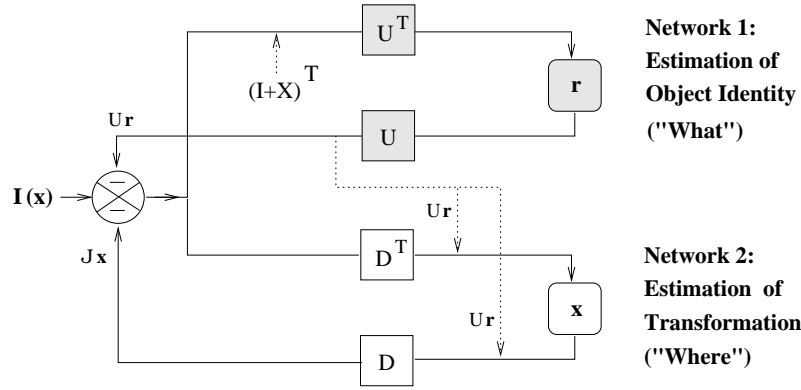 U^T
Network 1:
Estimation of
Object Identity
("What")
r
(I+X)^T
Ur
U
I(x)
−
−
Ur
Jx
D^T
Network 2:
Estimation of
Transformation
("Where")
x
Ur
D